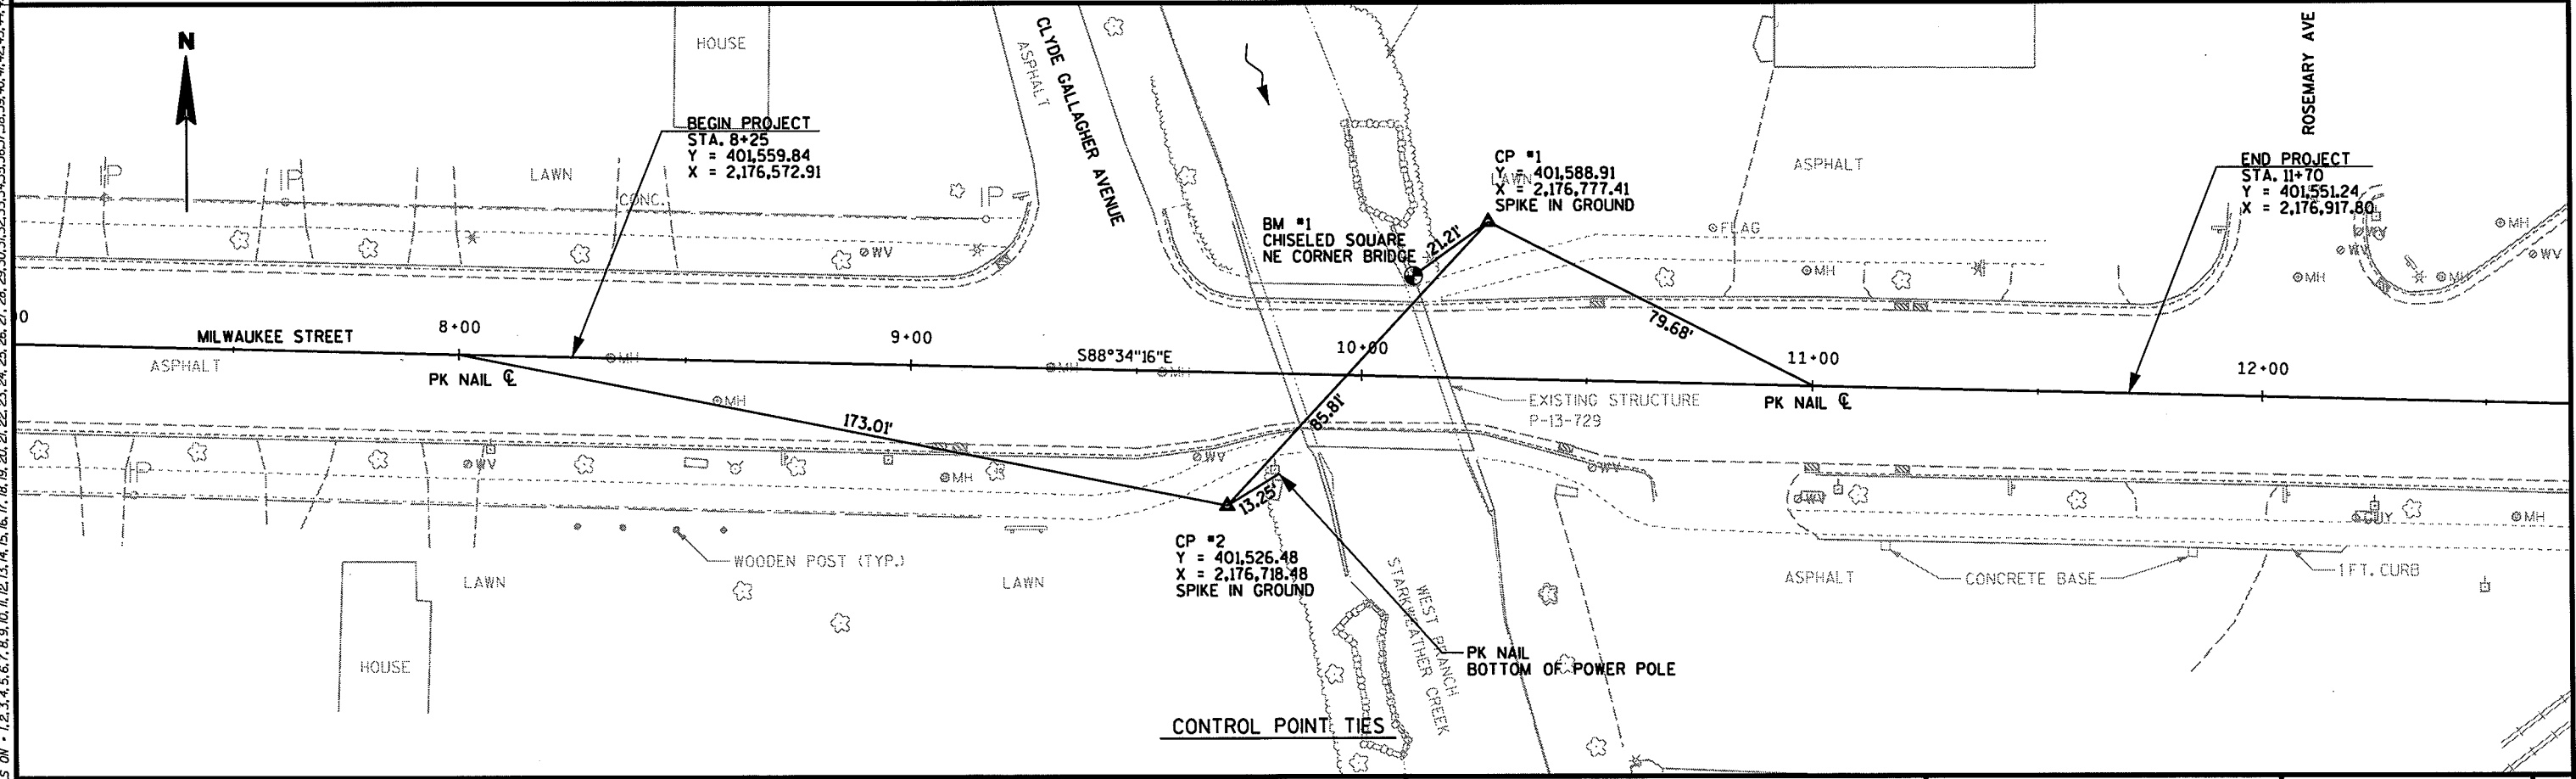 N
HOUSE
CLYDE GALLAGHER AVENUE
ASPHALT
ROSEMARY AVE
BEGIN PROJECT
STA. 8+25
Y = 401,559.84
X = 2,176,572.91
LAWN
CONC.
CP #1
Y = 401,588.91
LAWN
X = 2,176,777.41
SPIKE IN GROUND
ASPHALT
END PROJECT
STA. 11+70
Y = 401,551.24
X = 2,176,917.80
BM #1
CHISELED SQUARE
NE CORNER BRIDGE
21.21'
FLAG
WV
MH
MH
MH
MH
WV
WV
WV
MILWAUKEE STREET
8+00
9+00
S88°34"16"E
10+00
79.68'
11+00
12+00
ASPHALT
PK NAIL ℄
MH
MH
MH
MH
173.01'
85.81'
EXISTING STRUCTURE
P-13-729
PK NAIL ℄
WV
MH
WV
WV
GUY
MH
13.25'
CP #2
Y = 401,526.48
X = 2,176,718.48
SPIKE IN GROUND
WOODEN POST (TYP.)
LAWN
LAWN
ASPHALT
CONCRETE BASE
1 FT. CURB
WEST BRANCH
STARKWEATHER CREEK
HOUSE
PK NAIL
BOTTOM OF POWER POLE
CONTROL POINT TIES